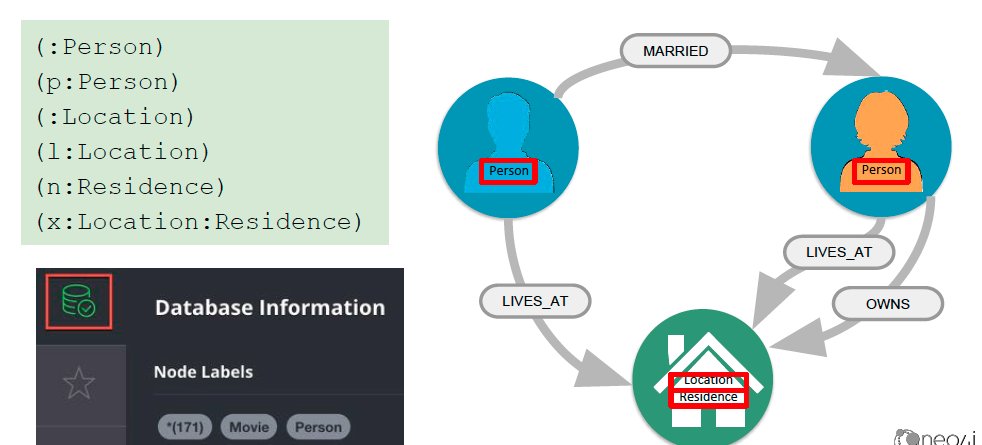 (:Person)
(p:Person)
(:Location)
(l:Location)
(n:Residence)
(x:Location:Residence)
Database Information
Node Labels
*(171) Movie Person
MARRIED
Person
Person
LIVES_AT
LIVES_AT
OWNS
Location
Residence
neo4j